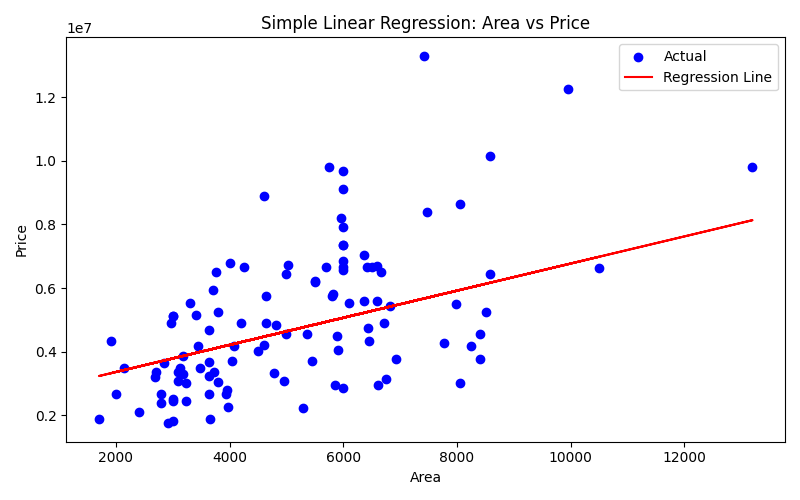 Simple Linear Regression: Area vs Price
1e7
Actual
Regression Line
1.2
1.0
0.8
0.6
0.4
0.2
Price
2000 4000 6000 8000 10000 12000
Area